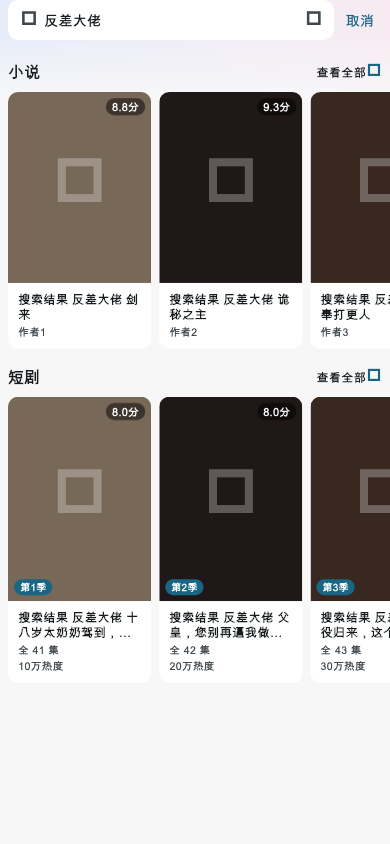 反差大佬
取消
小说
查看全部
8.8分
9.3分
搜索结果 反差大佬 剑
来
作者1
搜索结果 反差大佬 诡
秘之主
作者2
搜索结果 反
奉打更人
作者3
短剧
查看全部
8.0分
8.0分
第1季
第2季
第3季
搜索结果 反差大佬 十
八岁太奶奶驾到，...
全 41 集
10万热度
搜索结果 反差大佬 父
皇，您别再逼我做...
全 42 集
20万热度
搜索结果 反
役归来，这
全 43 集
30万热度